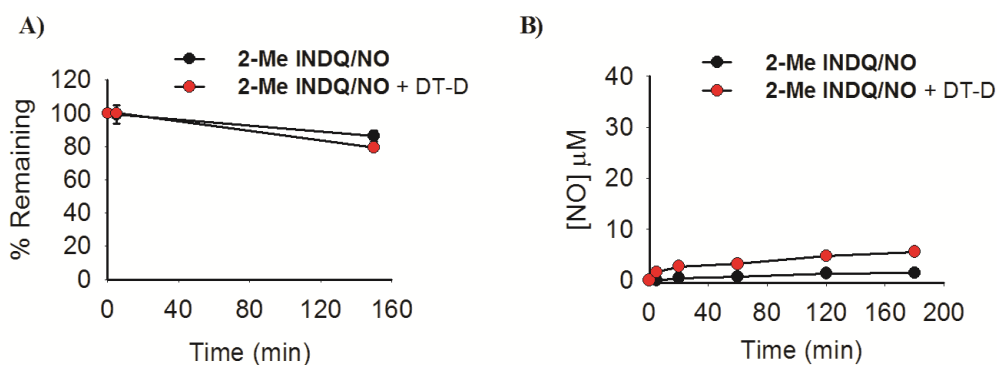 A)
2-Me INDQ/NO
2-Me INDQ/NO + DT-D
% Remaining
120
100
80
60
40
20
0
0 40 80 120 160
Time (min)
B)
2-Me INDQ/NO
2-Me INDQ/NO + DT-D
[NO] μM
40
30
20
10
0
0 40 80 120 160 200
Time (min)